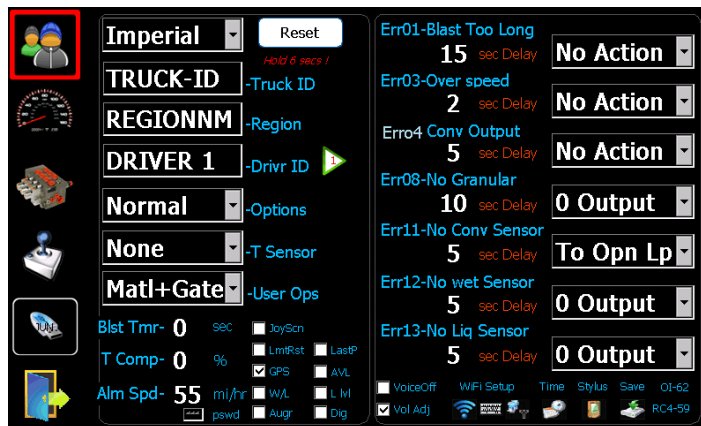 Imperial
Reset
Hold 6 secs !
TRUCK-ID -Truck ID
REGIONNM -Region
DRIVER 1 -Drivr ID 1
Normal -Options
None -T Sensor
Matl+Gate -User Ops
Blst Tmr- 0 sec JoyScn
LmtRst LastP
T Comp- 0 %
GPS AVL
Alm Spd- 55 mi/hr W/L L lvl
pswd Augr Dig
TUNE
Err01-Blast Too Long
15 sec Delay No Action
Err03-Over speed
2 sec Delay No Action
Erro4 Conv Output
5 sec Delay No Action
Err08-No Granular
10 sec Delay 0 Output
Err11-No Conv Sensor
5 sec Delay To Opn Lp
Err12-No wet Sensor
5 sec Delay 0 Output
Err13-No Liq Sensor
5 sec Delay 0 Output
VoiceOff WiFi Setup Time Stylus Save OI-62
Vol Adj RC4-59